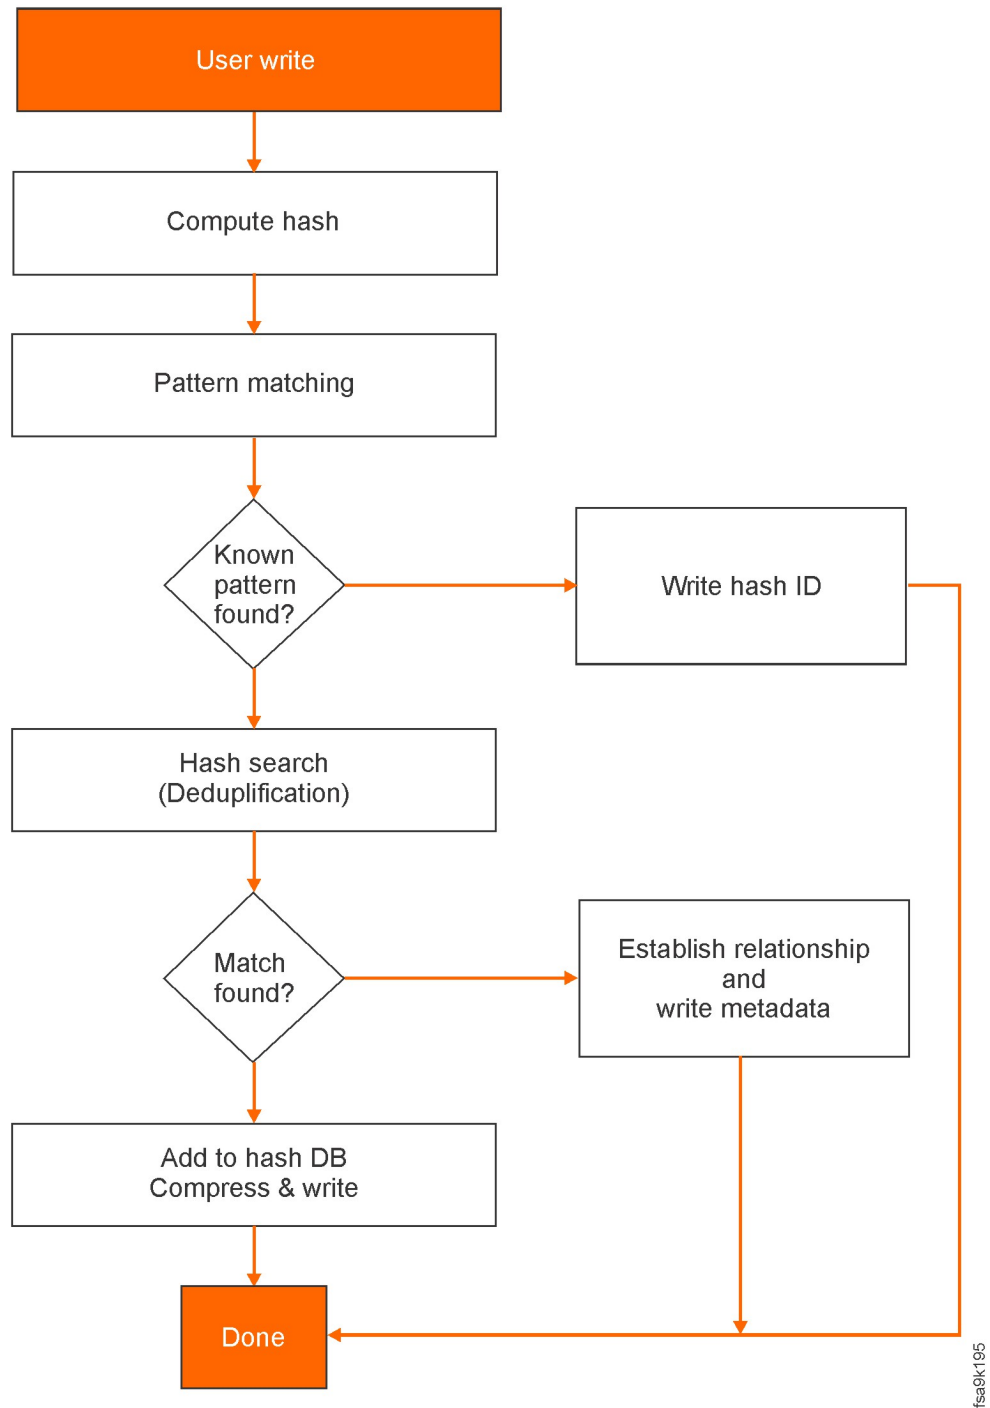 User write
Compute hash
Pattern matching
Known
pattern
found?
Write hash ID
Hash search
(Deduplification)
Match
found?
Establish relationship
and
write metadata
Add to hash DB
Compress & write
Done
fsa9k195